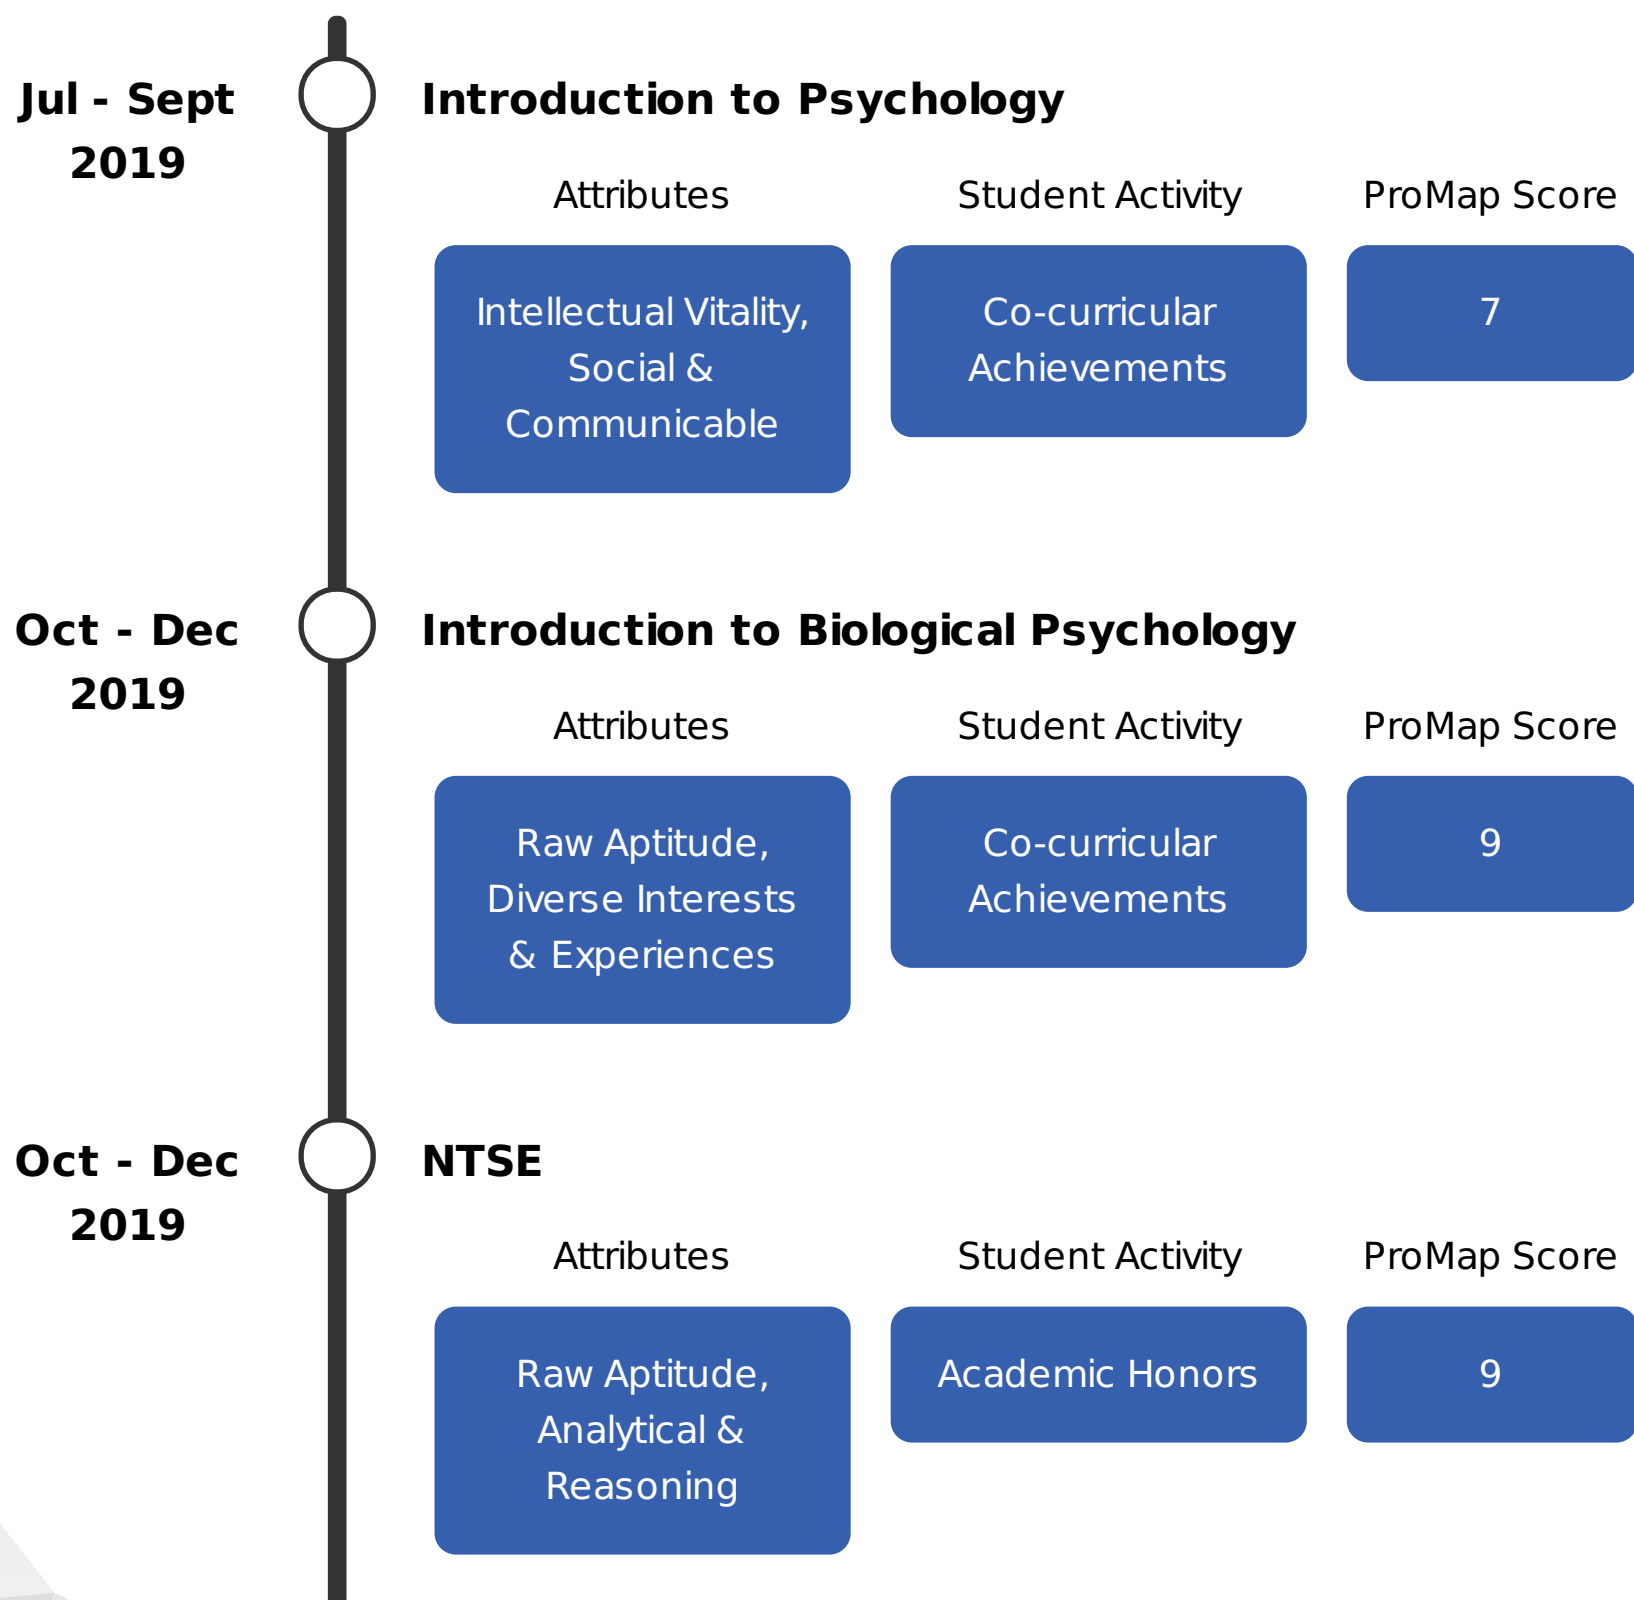 Jul - Sept
2019
Introduction to Psychology
Attributes
Student Activity
ProMap Score
Intellectual Vitality,
Social &
Communicable
Co-curricular
Achievements
7
Oct - Dec
2019
Introduction to Biological Psychology
Attributes
Student Activity
ProMap Score
Raw Aptitude,
Diverse Interests
& Experiences
Co-curricular
Achievements
9
Oct - Dec
2019
NTSE
Attributes
Student Activity
ProMap Score
Raw Aptitude,
Analytical &
Reasoning
Academic Honors
9